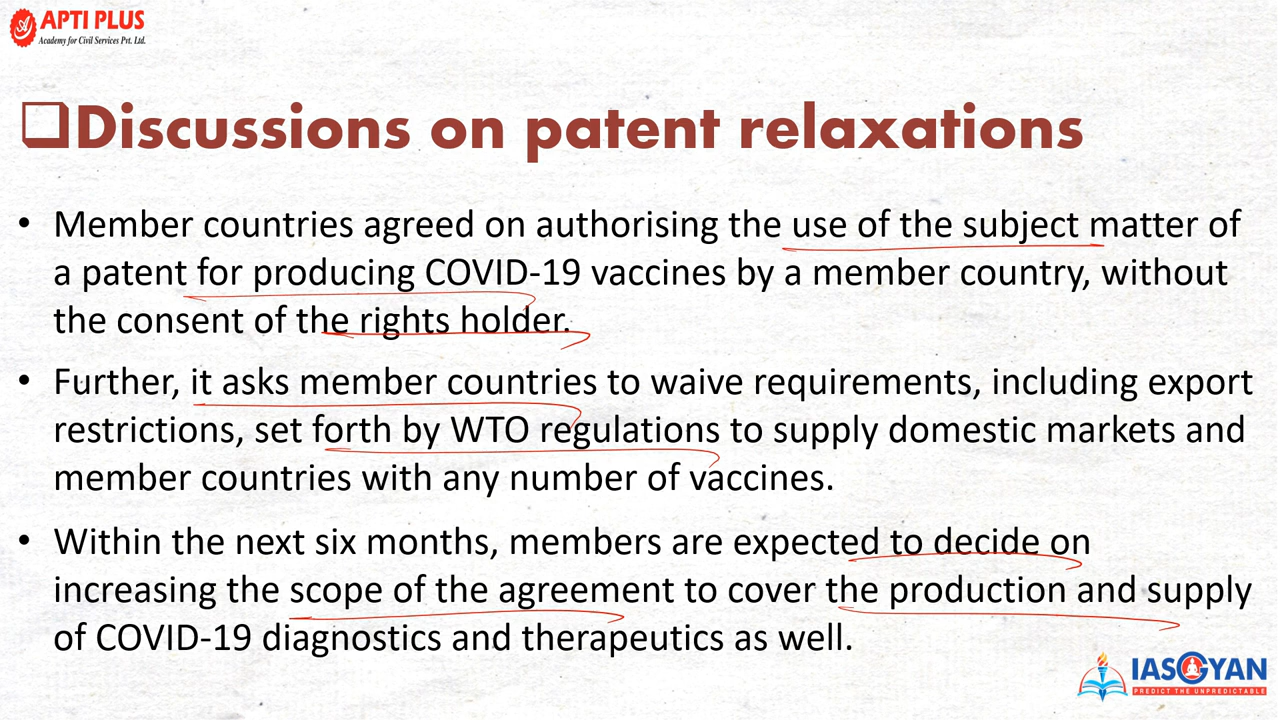 APTI PLUS
Academy for Civil Services Pvt. Ltd.
Discussions on patent relaxations
• Member countries agreed on authorising the use of the subject matter of
a patent for producing COVID-19 vaccines by a member country, without
the consent of the rights holder.
• Further, it asks member countries to waive requirements, including export
restrictions, set forth by WTO regulations to supply domestic markets and
member countries with any number of vaccines.
• Within the next six months, members are expected to decide on
increasing the scope of the agreement to cover the production and supply
of COVID-19 diagnostics and therapeutics as well.
IASGYAN
PREDICT THE UNPREDICTABLE